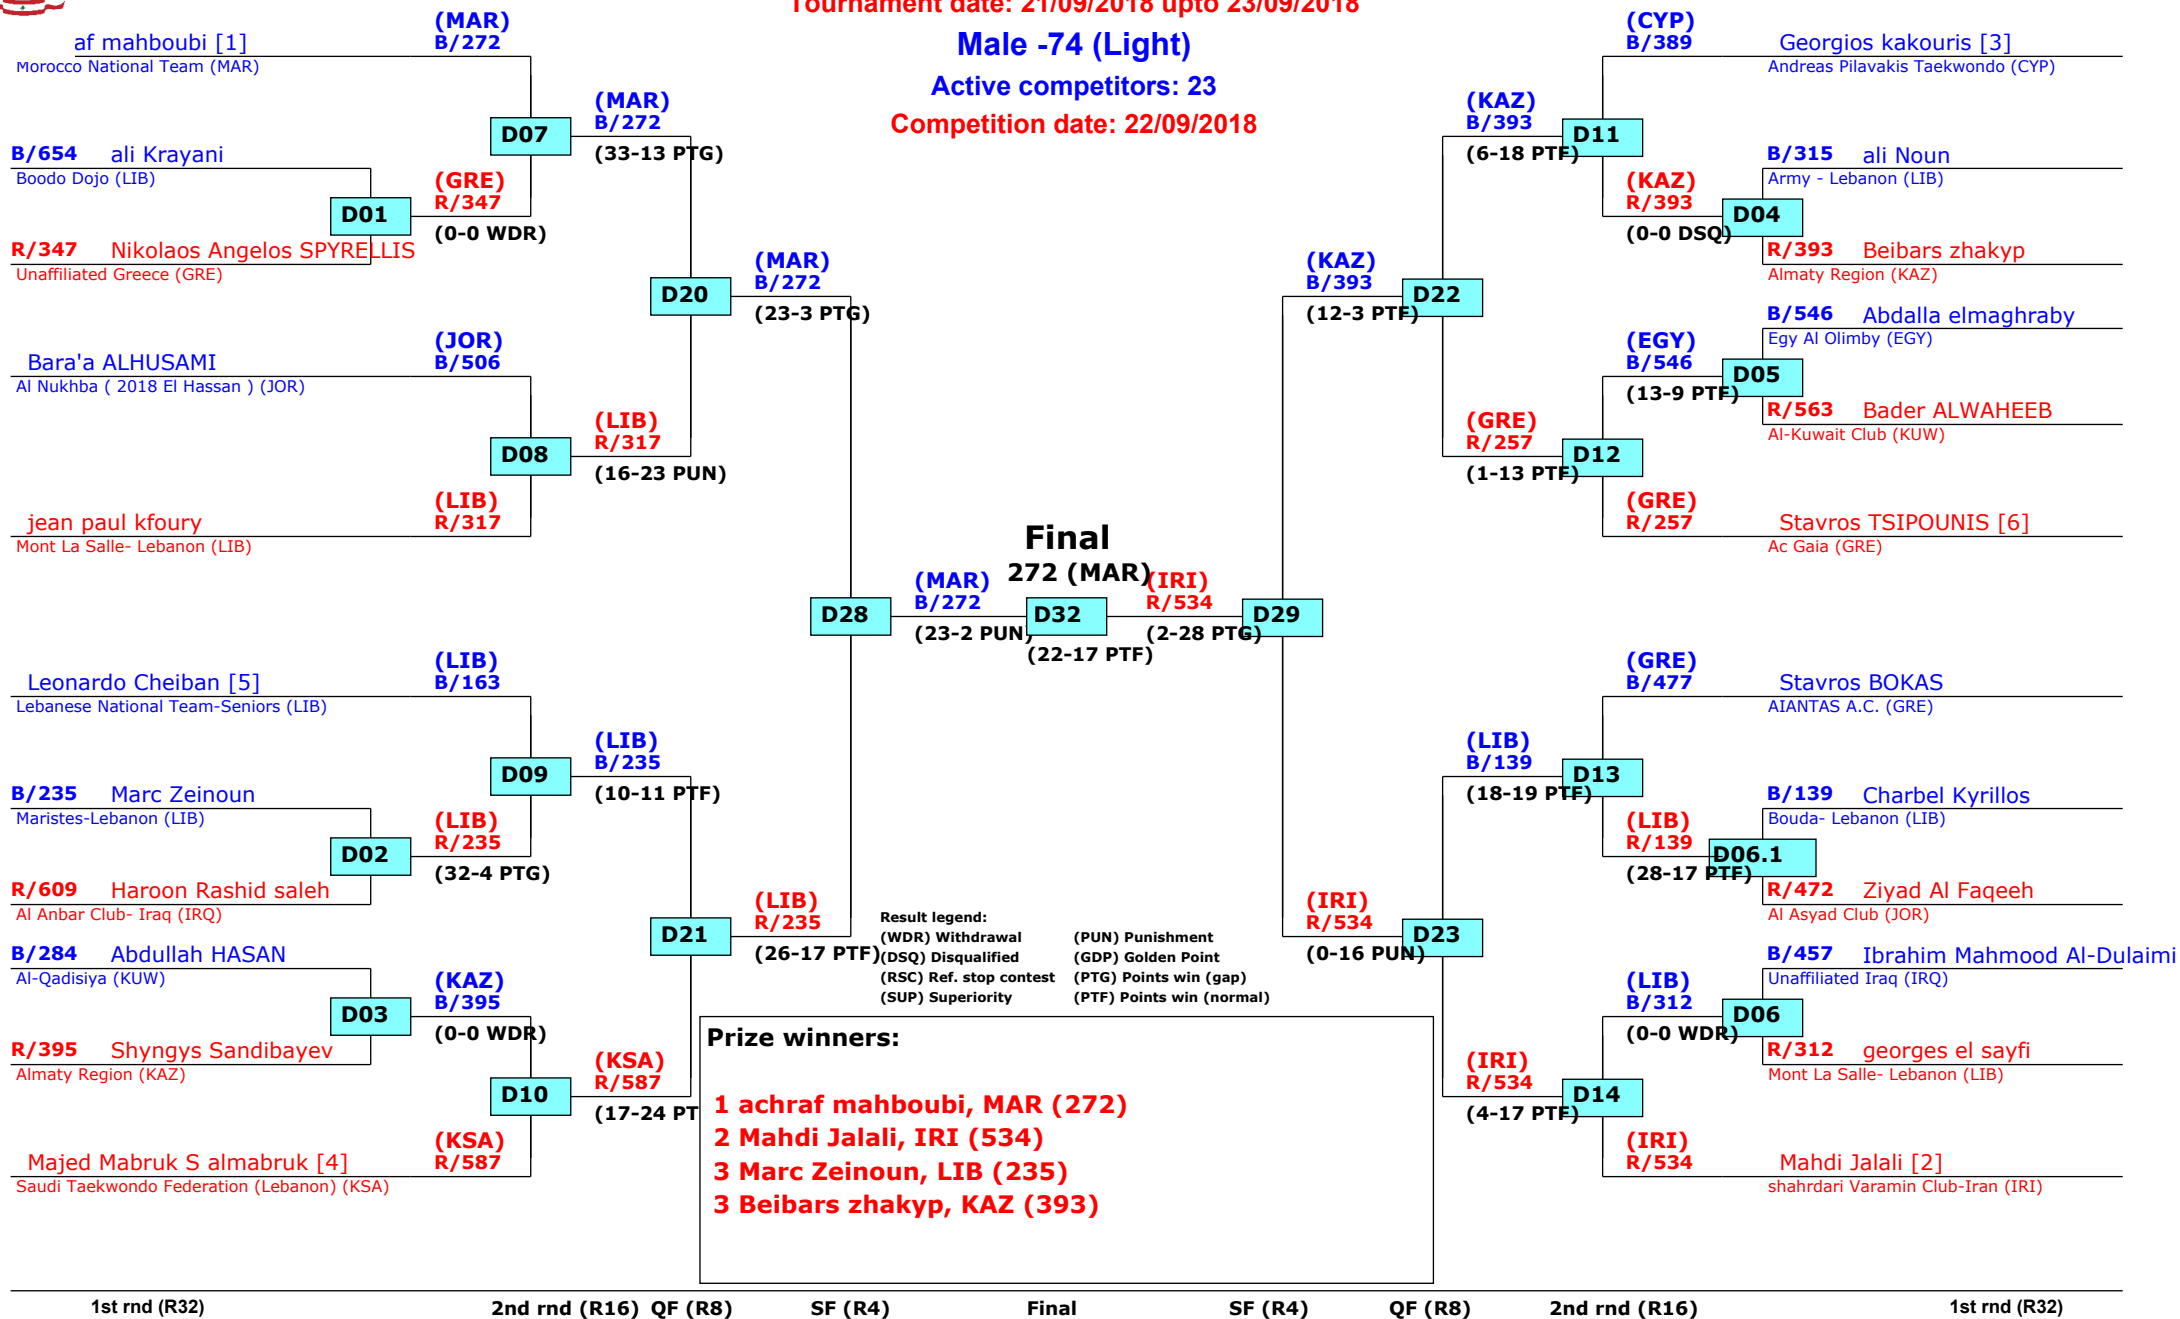 Tournament date: 21/09/2018 upto 23/09/2018
Male -74 (Light)
Active competitors: 23
Competition date: 22/09/2018
af mahboubi [1]
Morocco National Team (MAR)
(MAR)
B/272
B/654 ali Krayani
Boodo Dojo (LIB)
D01
R/347 Nikolaos Angelos SPYRELLIS
Unaffiliated Greece (GRE)
(GRE)
R/347
(0-0 WDR)
D07
(MAR)
B/272
(33-13 PTG)
Bara'a ALHUSAMI
Al Nukhba ( 2018 El Hassan ) (JOR)
(JOR)
B/506
D08
jean paul kfoury
Mont La Salle- Lebanon (LIB)
(LIB)
R/317
(LIB)
R/317
(16-23 PUN)
D20
(MAR)
B/272
(23-3 PTG)
Leonardo Cheiban [5]
Lebanese National Team-Seniors (LIB)
(LIB)
B/163
B/235 Marc Zeinoun
Maristes-Lebanon (LIB)
D02
R/609 Haroon Rashid saleh
Al Anbar Club- Iraq (IRQ)
(LIB)
R/235
(32-4 PTG)
D09
(LIB)
B/235
(10-11 PTF)
B/284 Abdullah HASAN
Al-Qadisiya (KUW)
D03
R/395 Shyngys Sandibayev
Almaty Region (KAZ)
(KAZ)
B/395
(0-0 WDR)
D10
Majed Mabruk S almabruk [4]
Saudi Taekwondo Federation (Lebanon) (KSA)
(KSA)
R/587
(KSA)
R/587
(17-24 PT
D21
(LIB)
R/235
(26-17 PTF)
D28
(MAR)
B/272
(23-2 PUN)
Final
272 (MAR)
D32
(22-17 PTF)
(IRI)
R/534
(2-28 PTG)
D29
(KAZ)
B/393
(12-3 PTF)
D22
(KAZ)
B/393
(6-18 PTF)
D11
(CYP)
B/389
Georgios kakouris [3]
Andreas Pilavakis Taekwondo (CYP)
(KAZ)
R/393
(0-0 DSQ)
D04
B/315 ali Noun
Army - Lebanon (LIB)
R/393 Beibars zhakyp
Almaty Region (KAZ)
(EGY)
B/546
(13-9 PTF)
D05
B/546 Abdalla elmaghraby
Egy Al Olimby (EGY)
R/563 Bader ALWAHEEB
Al-Kuwait Club (KUW)
(GRE)
R/257
(1-13 PTF)
D12
(GRE)
R/257
Stavros TSIPOUNIS [6]
Ac Gaia (GRE)
(GRE)
B/477
Stavros BOKAS
AIANTAS A.C. (GRE)
(LIB)
B/139
(18-19 PTF)
D13
(LIB)
R/139
(28-17 PTF)
D06.1
B/139 Charbel Kyrillos
Bouda- Lebanon (LIB)
R/472 Ziyad Al Faqeeh
Al Asyad Club (JOR)
(IRI)
R/534
(0-16 PUN)
D23
(LIB)
B/312
(0-0 WDR)
D06
B/457 Ibrahim Mahmood Al-Dulaimi
Unaffiliated Iraq (IRQ)
R/312 georges el sayfi
Mont La Salle- Lebanon (LIB)
(IRI)
R/534
(4-17 PTF)
D14
(IRI)
R/534
Mahdi Jalali [2]
shahrdari Varamin Club-Iran (IRI)
Result legend:
(WDR) Withdrawal (PUN) Punishment
(DSQ) Disqualified (GDP) Golden Point
(RSC) Ref. stop contest (PTG) Points win (gap)
(SUP) Superiority (PTF) Points win (normal)
Prize winners:
1 achraf mahboubi, MAR (272)
2 Mahdi Jalali, IRI (534)
3 Marc Zeinoun, LIB (235)
3 Beibars zhakyp, KAZ (393)
1st rnd (R32) 2nd rnd (R16) QF (R8) SF (R4) Final SF (R4) QF (R8) 2nd rnd (R16) 1st rnd (R32)